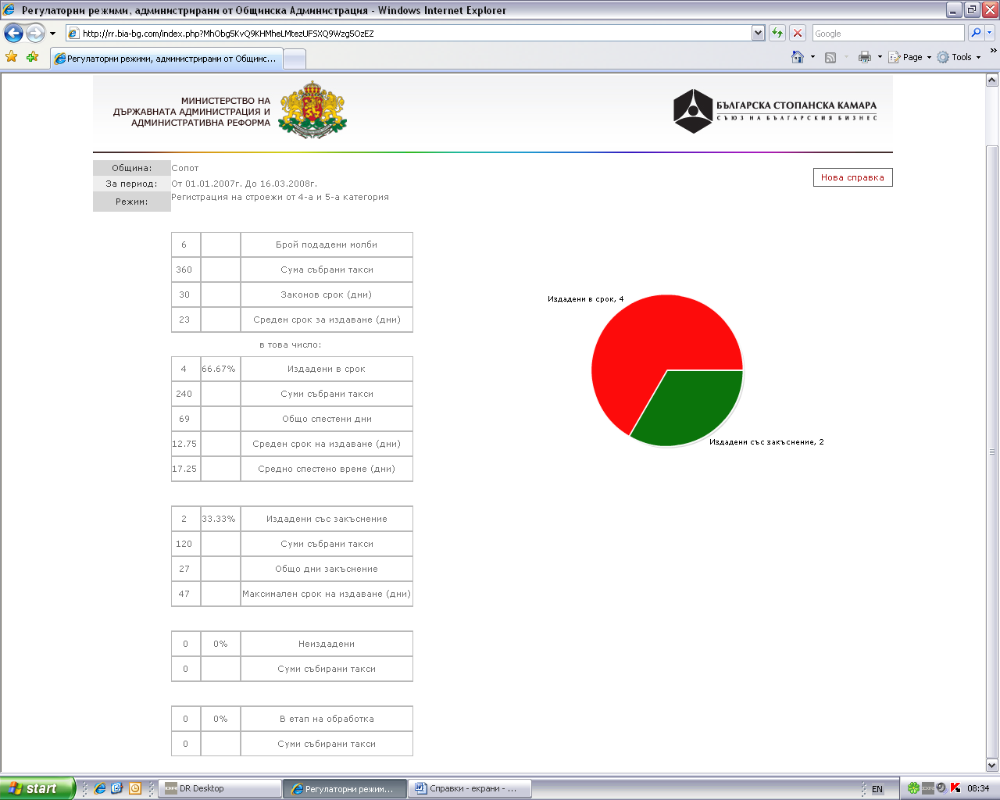 Регулаторни режими, администрирани от Общинска Администрация - Windows Internet Explorer
http://rr.bia-bg.com/index.php?MhObg5KvQ9KHMheLMtezUFSXQ9Wzg5OzEZ
Google
Регулаторни режими, администрирани от Общинс...
Page
Tools
МИНИСТЕРСТВО НА
ДЪРЖАВНАТА АДМИНИСТРАЦИЯ И
АДМИНИСТРАТИВНА РЕФОРМА
БЪЛГАРСКА СТОПАНСКА КАМАРА
СЪЮЗ НА БЪЛГАРСКИЯ БИЗНЕС
Община: Сопот
За период: От 01.01.2007г. До 16.03.2008г.
Режим: Регистрация на строежи от 4-а и 5-а категория
Нова справка
6 Брой подадени молби
360 Сума събрани такси
30 Законов срок (дни)
23 Среден срок за издаване (дни)
в това число:
4 66.67% Издадени в срок
240 Суми събрани такси
69 Общо спестени дни
12.75 Среден срок на издаване (дни)
17.25 Средно спестено време (дни)
2 33.33% Издадени със закъснение
120 Суми събрани такси
27 Общо дни закъснение
47 Максимален срок на издаване (дни)
0 0% Неиздадени
0 Суми събирани такси
0 0% В етап на обработка
0 Суми събирани такси
Издадени в срок, 4
Издадени със закъснение, 2
start
DR Desktop
Регулаторни режим...
Справки - екрани - ...
EN
08:34